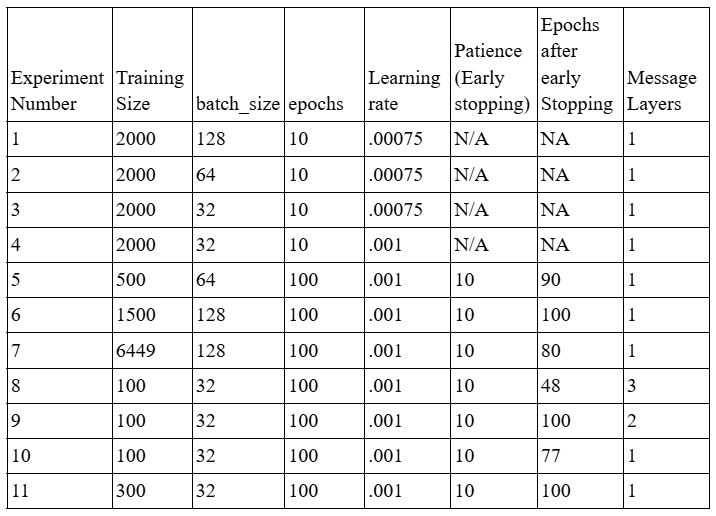 Experiment Number | Training Size | batch_size | epochs | Learning rate | Patience (Early stopping) | Epochs after early Stopping | Message Layers
1 | 2000 | 128 | 10 | .00075 | N/A | NA | 1
2 | 2000 | 64 | 10 | .00075 | N/A | NA | 1
3 | 2000 | 32 | 10 | .00075 | N/A | NA | 1
4 | 2000 | 32 | 10 | .001 | N/A | NA | 1
5 | 500 | 64 | 100 | .001 | 10 | 90 | 1
6 | 1500 | 128 | 100 | .001 | 10 | 100 | 1
7 | 6449 | 128 | 100 | .001 | 10 | 80 | 1
8 | 100 | 32 | 100 | .001 | 10 | 48 | 3
9 | 100 | 32 | 100 | .001 | 10 | 100 | 2
10 | 100 | 32 | 100 | .001 | 10 | 77 | 1
11 | 300 | 32 | 100 | .001 | 10 | 100 | 1